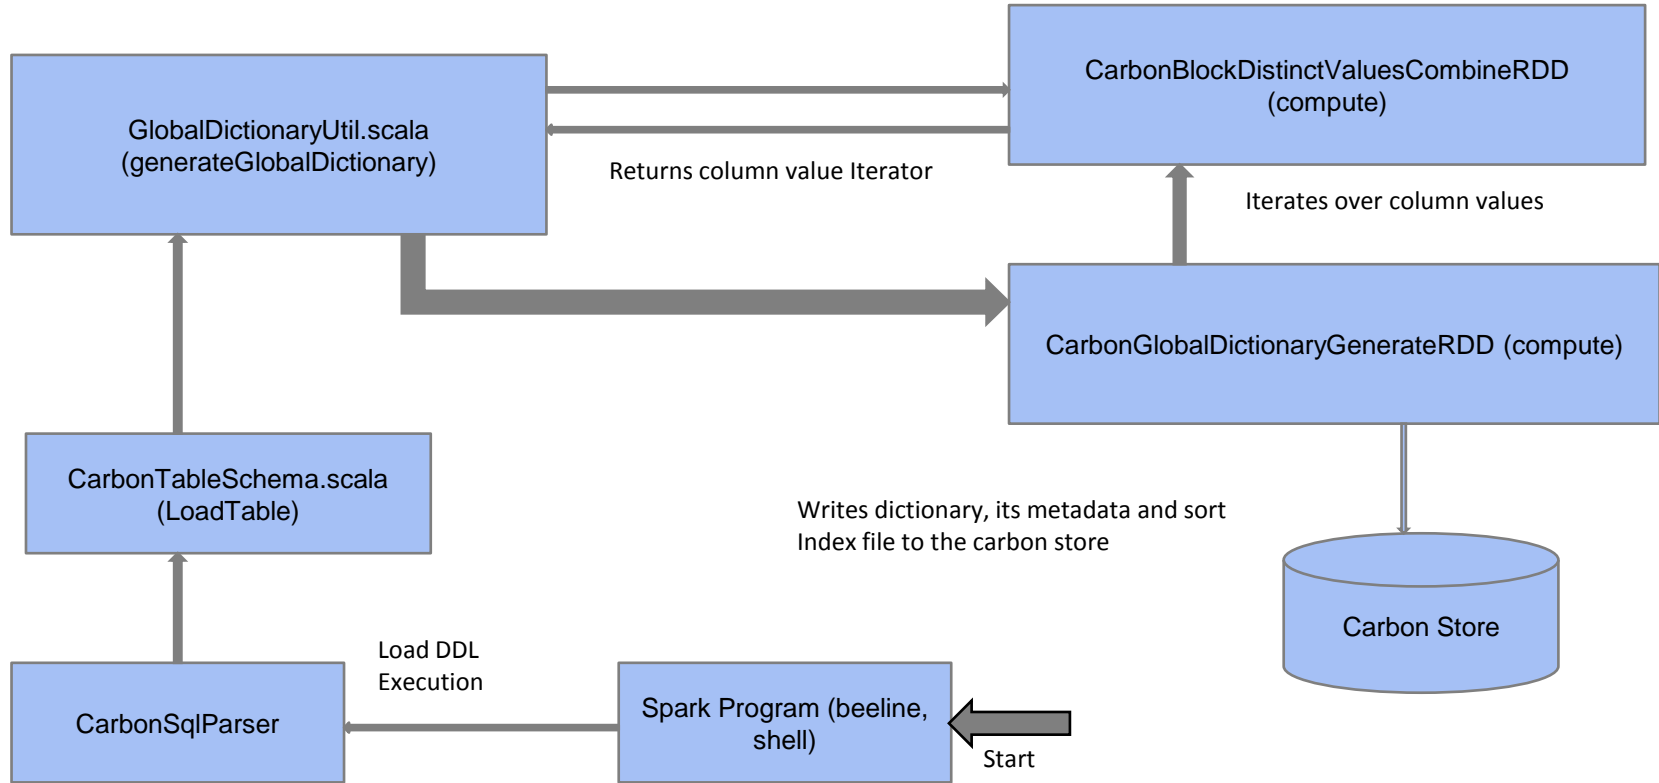 CarbonBlockDistinctValuesCombineRDD
(compute)
GlobalDictionaryUtil.scala
(generateGlobalDictionary)
Returns column value Iterator
Iterates over column values
CarbonGlobalDictionaryGenerateRDD (compute)
CarbonTableSchema.scala
(LoadTable)
Writes dictionary, its metadata and sort
Index file to the carbon store
Carbon Store
Load DDL
Execution
CarbonSqlParser
Spark Program (beeline,
shell)
Start